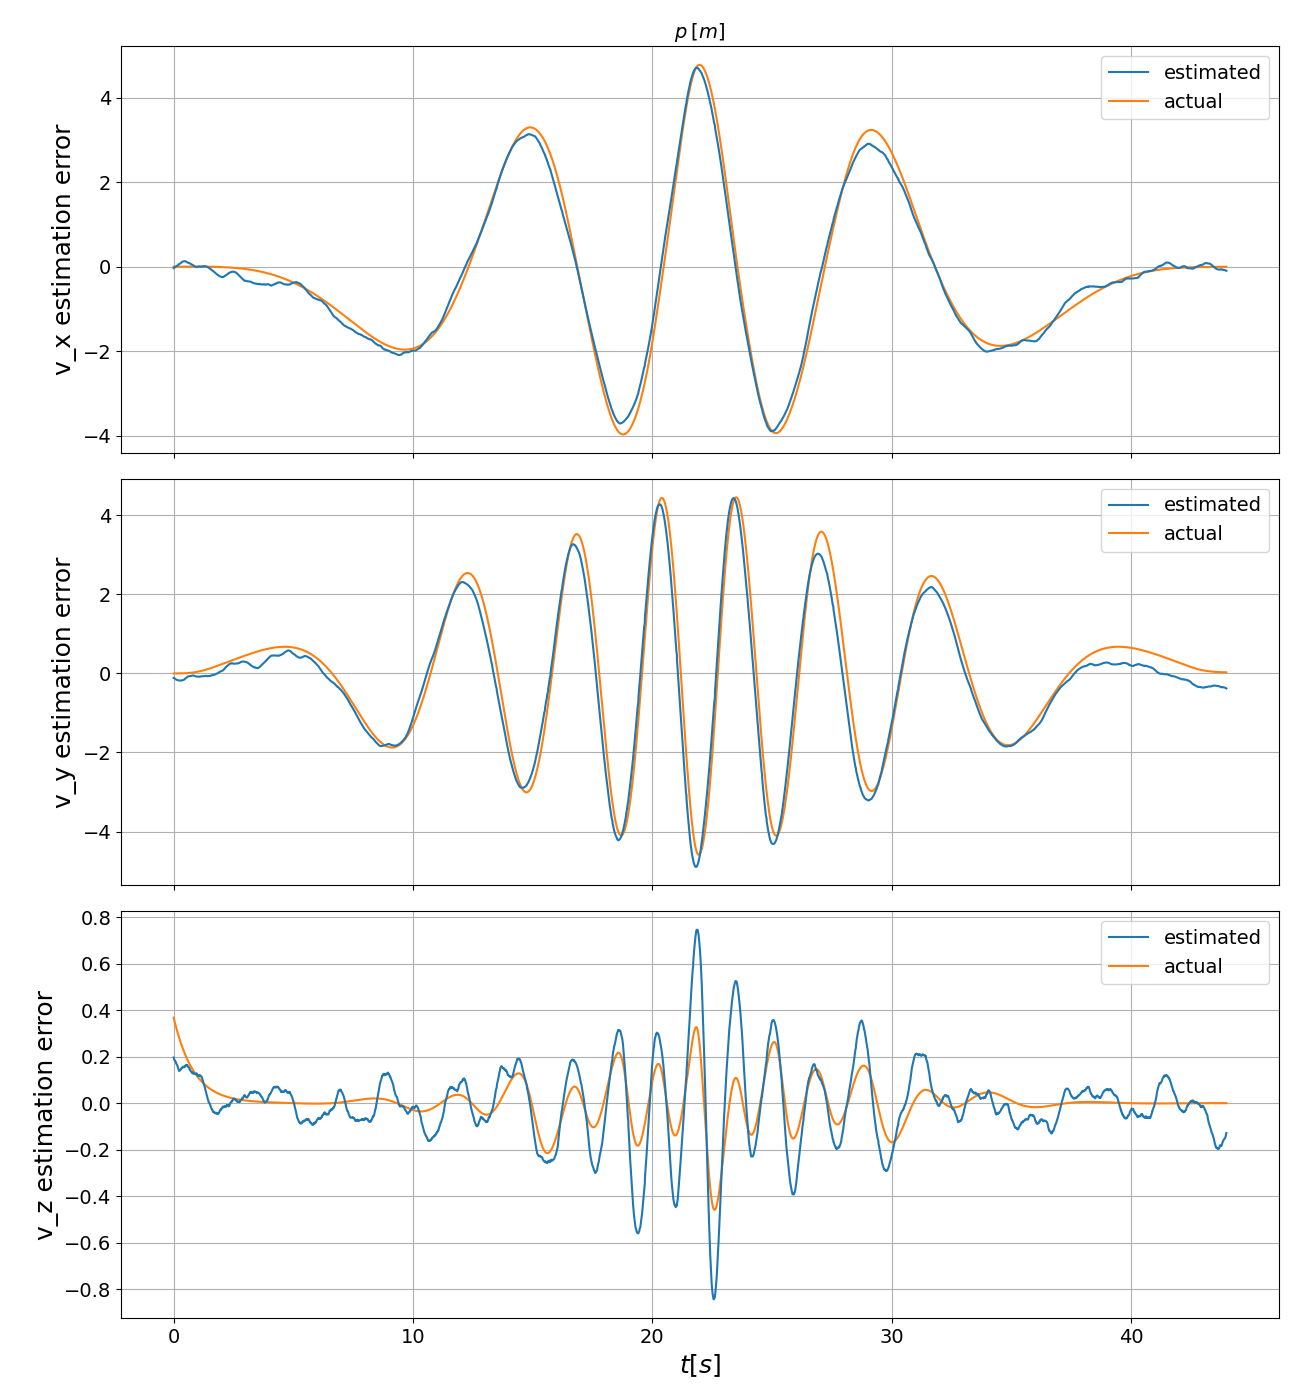 p [m]
v_x estimation error
4
2
0
−2
−4
estimated
actual
v_y estimation error
4
2
0
−2
−4
estimated
actual
v_z estimation error
0.8
0.6
0.4
0.2
0.0
−0.2
−0.4
−0.6
−0.8
estimated
actual
0 10 20 30 40
t[s]